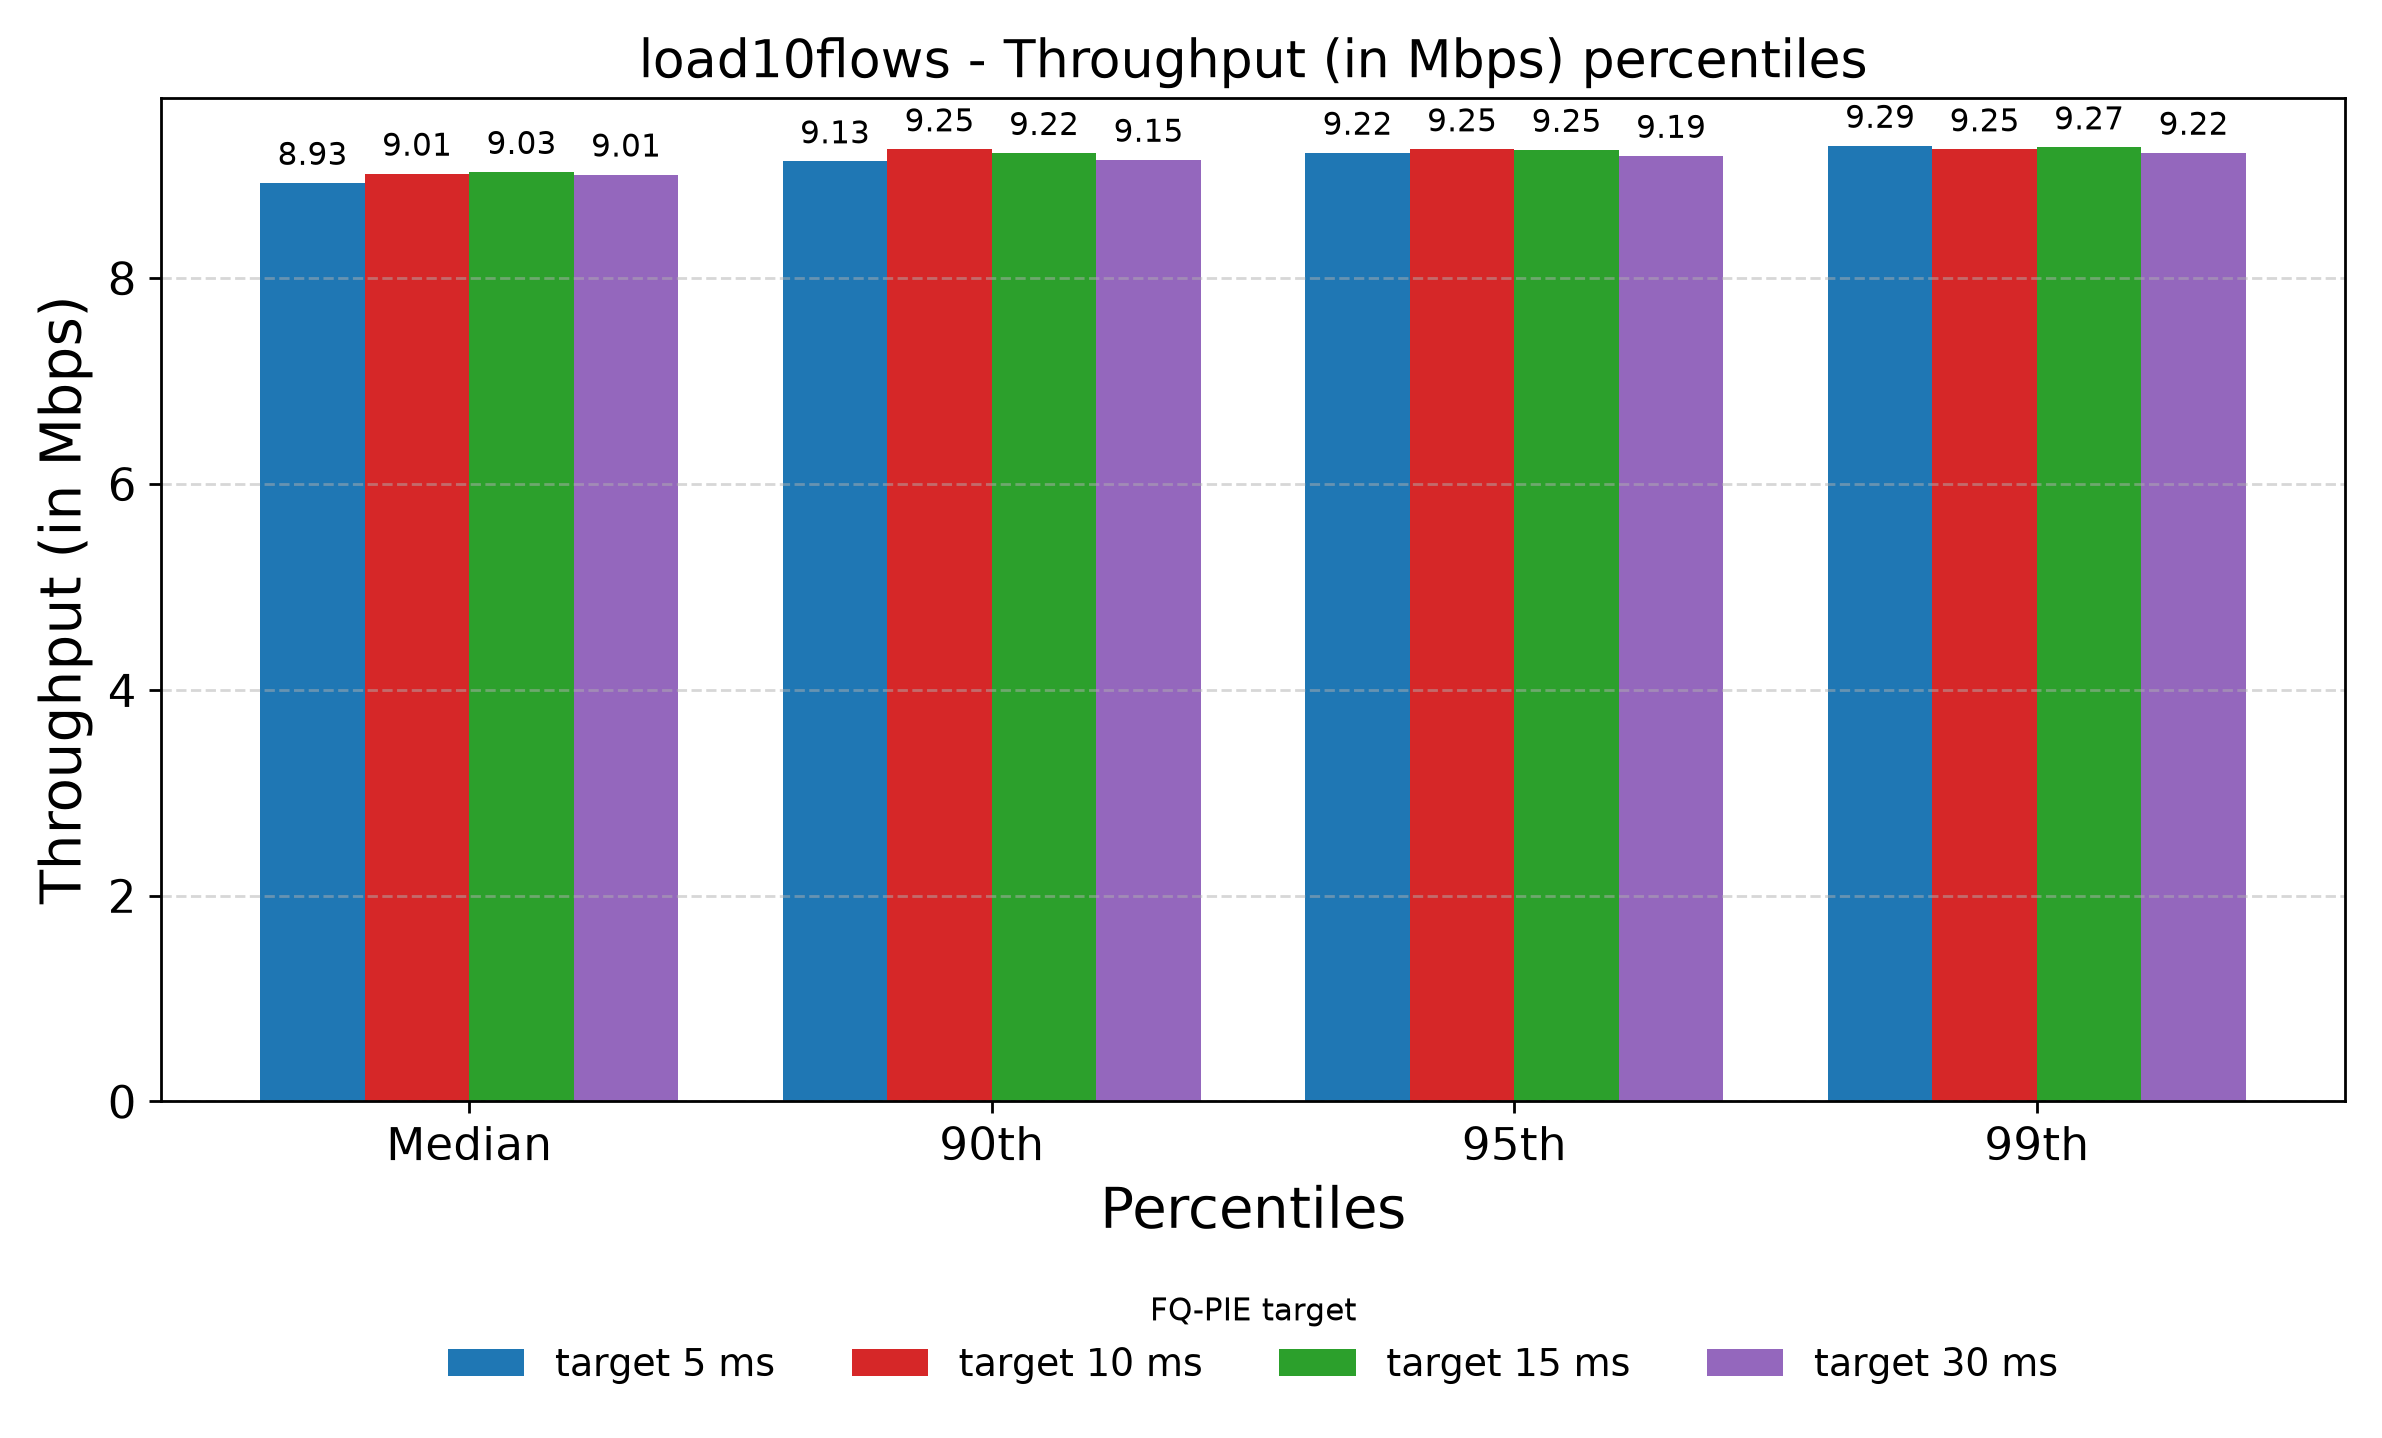 load10flows - Throughput (in Mbps) percentiles
8.93 9.01 9.03 9.01 9.13 9.25 9.22 9.15 9.22 9.25 9.25 9.19 9.29 9.25 9.27 9.22
Throughput (in Mbps)
8
6
4
2
0
Median 90th 95th 99th
Percentiles
FQ-PIE target
target 5 ms target 10 ms target 15 ms target 30 ms